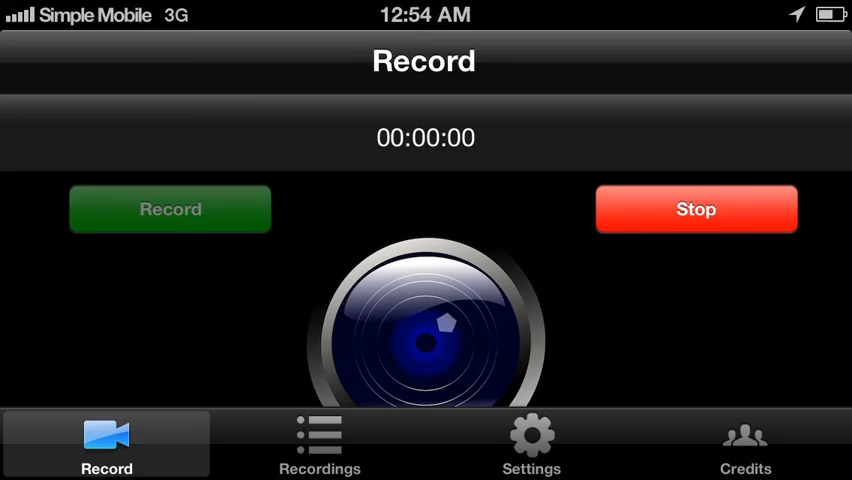 Simple Mobile 3G 12:54 AM
Record
00:00:00
Record Stop
Record Recordings Settings Credits